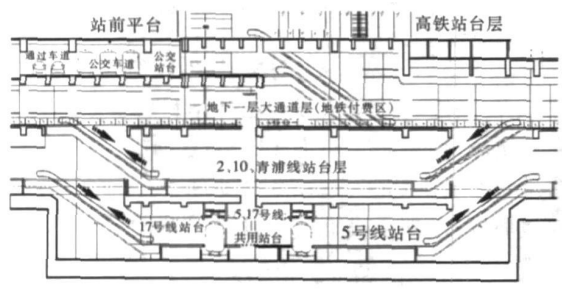 站前平台
高铁站台层
通过车道
公交车道
公交
站台
地下一层大通道层(地铁付费区)
2,10、青浦线站台层
17号线站台
5,17号线
共用站台
5号线站台